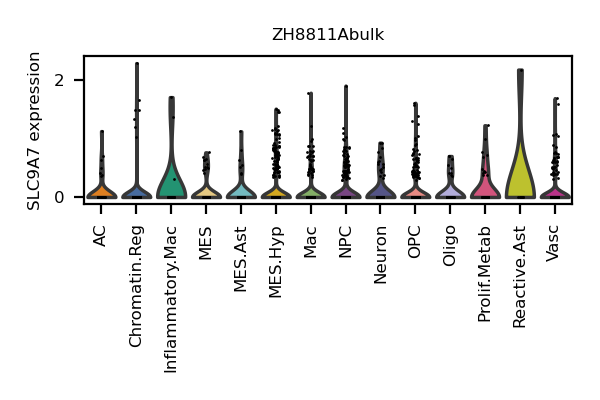 ZH8811Abulk
SLC9A7 expression
2
0
AC
Chromatin.Reg
Inflammatory.Mac
MES
MES.Ast
MES.Hyp
Mac
NPC
Neuron
OPC
Oligo
Prolif.Metab
Reactive.Ast
Vasc